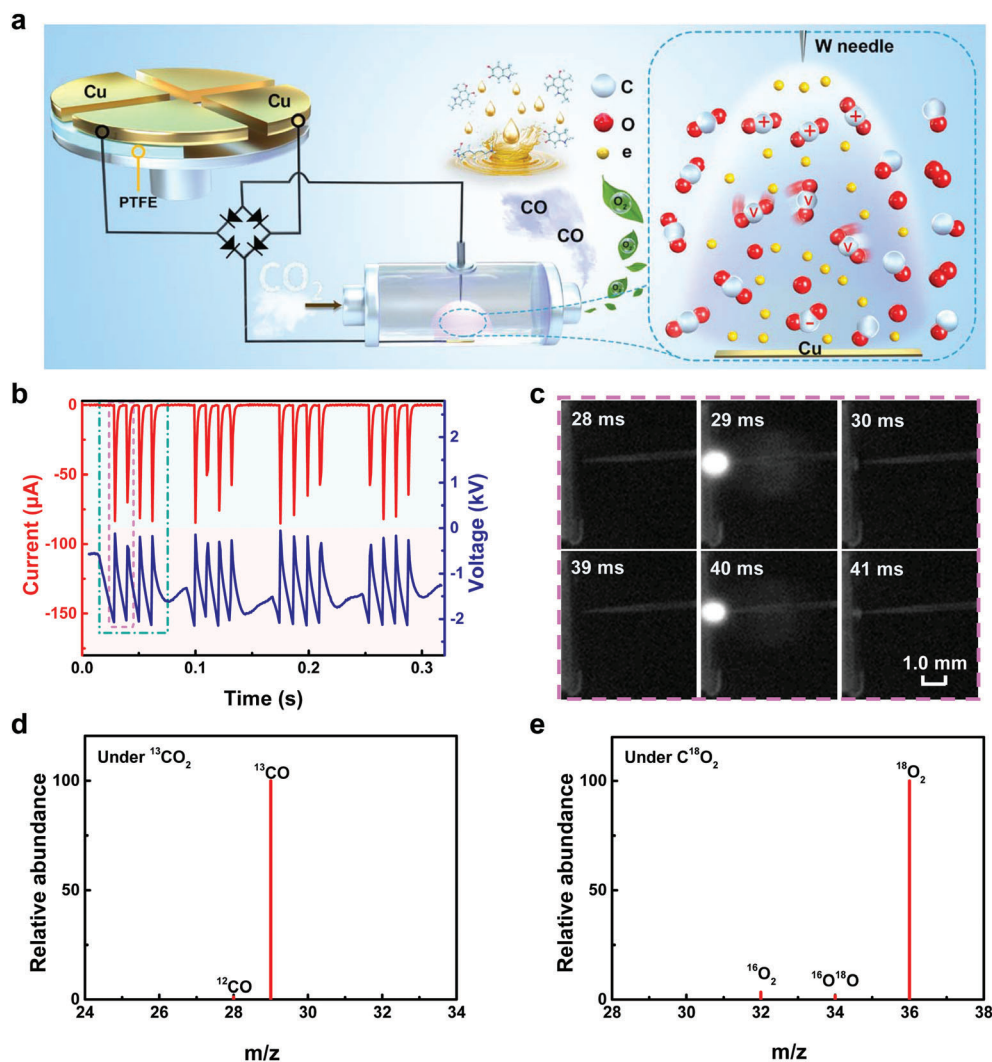 a
Cu
Cu
PTFE
CO₂
CO
CO
O₂
O₂
O₂
C
O
e
W needle
+
+
+
V
V
V
-
Cu
b
0
-50
-100
-150
Current (μA)
2
1
0
-1
-2
Voltage (kV)
0.0
0.1
0.2
0.3
Time (s)
c
28 ms
29 ms
30 ms
39 ms
40 ms
41 ms
1.0 mm
d
Under ¹³CO₂
¹³CO
¹²CO
100
50
0
Relative abundance
24
26
28
30
32
34
m/z
e
Under C¹⁸O₂
¹⁸O₂
¹⁶O₂
¹⁶O¹⁸O
100
50
0
Relative abundance
28
30
32
34
36
38
m/z